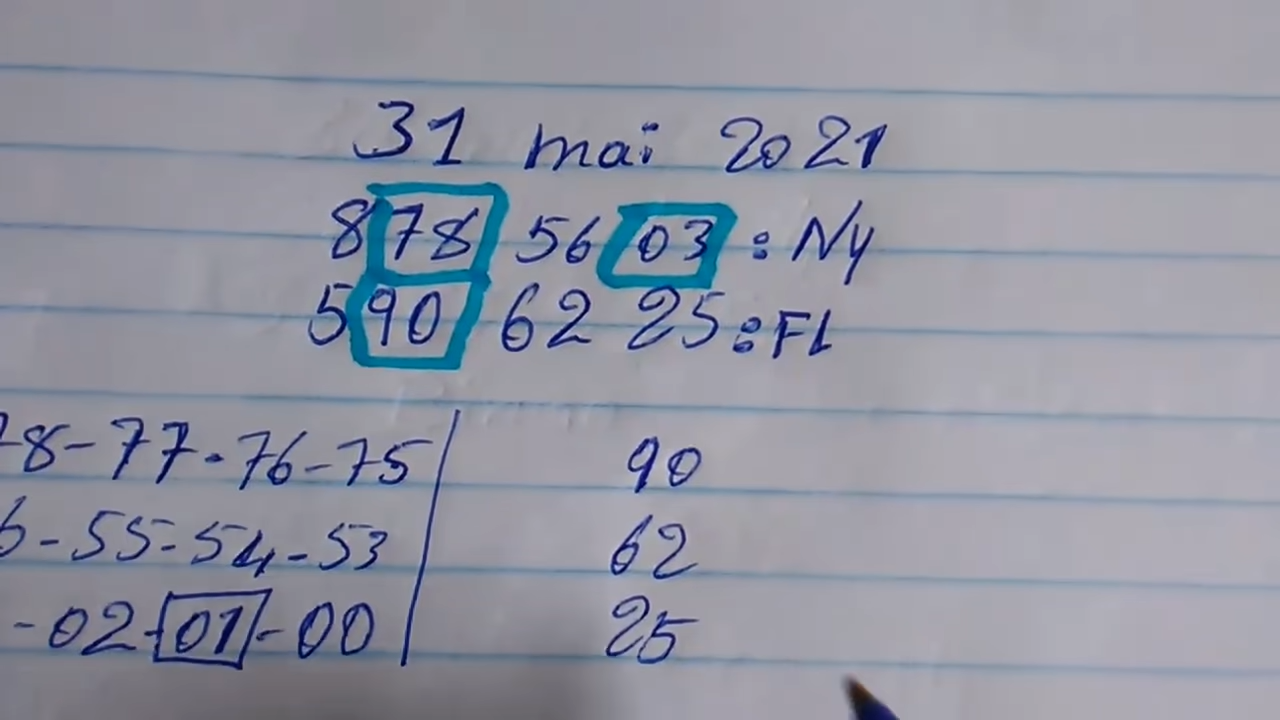 31 mai 2021
878 56 03 : Ny
590 62 25 : FL
78-77-76-75
90
-55-54-53
62
-02-01-00
25